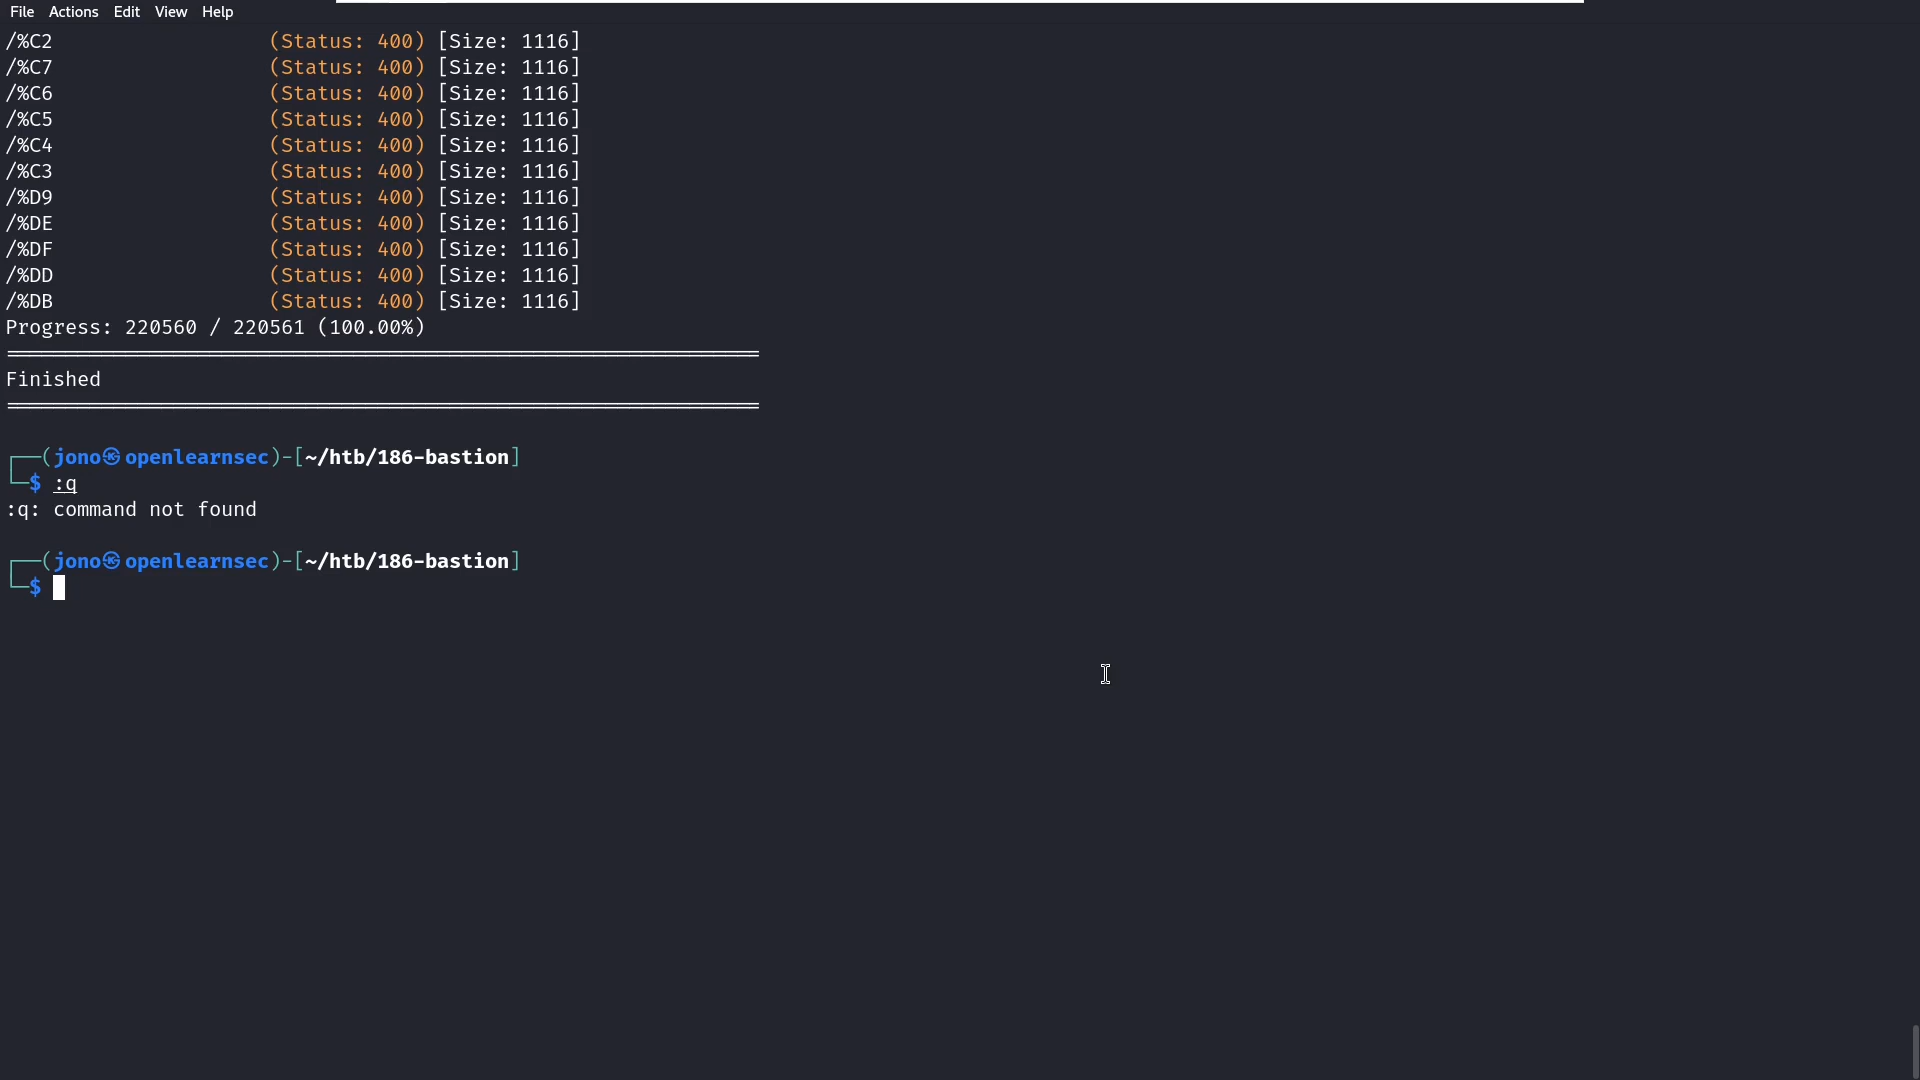 File Actions Edit View Help
/%C2 (Status: 400) [Size: 1116]
/%C7 (Status: 400) [Size: 1116]
/%C6 (Status: 400) [Size: 1116]
/%C5 (Status: 400) [Size: 1116]
/%C4 (Status: 400) [Size: 1116]
/%C3 (Status: 400) [Size: 1116]
/%D9 (Status: 400) [Size: 1116]
/%DE (Status: 400) [Size: 1116]
/%DF (Status: 400) [Size: 1116]
/%DD (Status: 400) [Size: 1116]
/%DB (Status: 400) [Size: 1116]
Progress: 220560 / 220561 (100.00%)
===============================================================
Finished
===============================================================
┌──(jono㉿openlearnsec)-[~/htb/186-bastion]
└─$ :q
:q: command not found
┌──(jono㉿openlearnsec)-[~/htb/186-bastion]
└─$